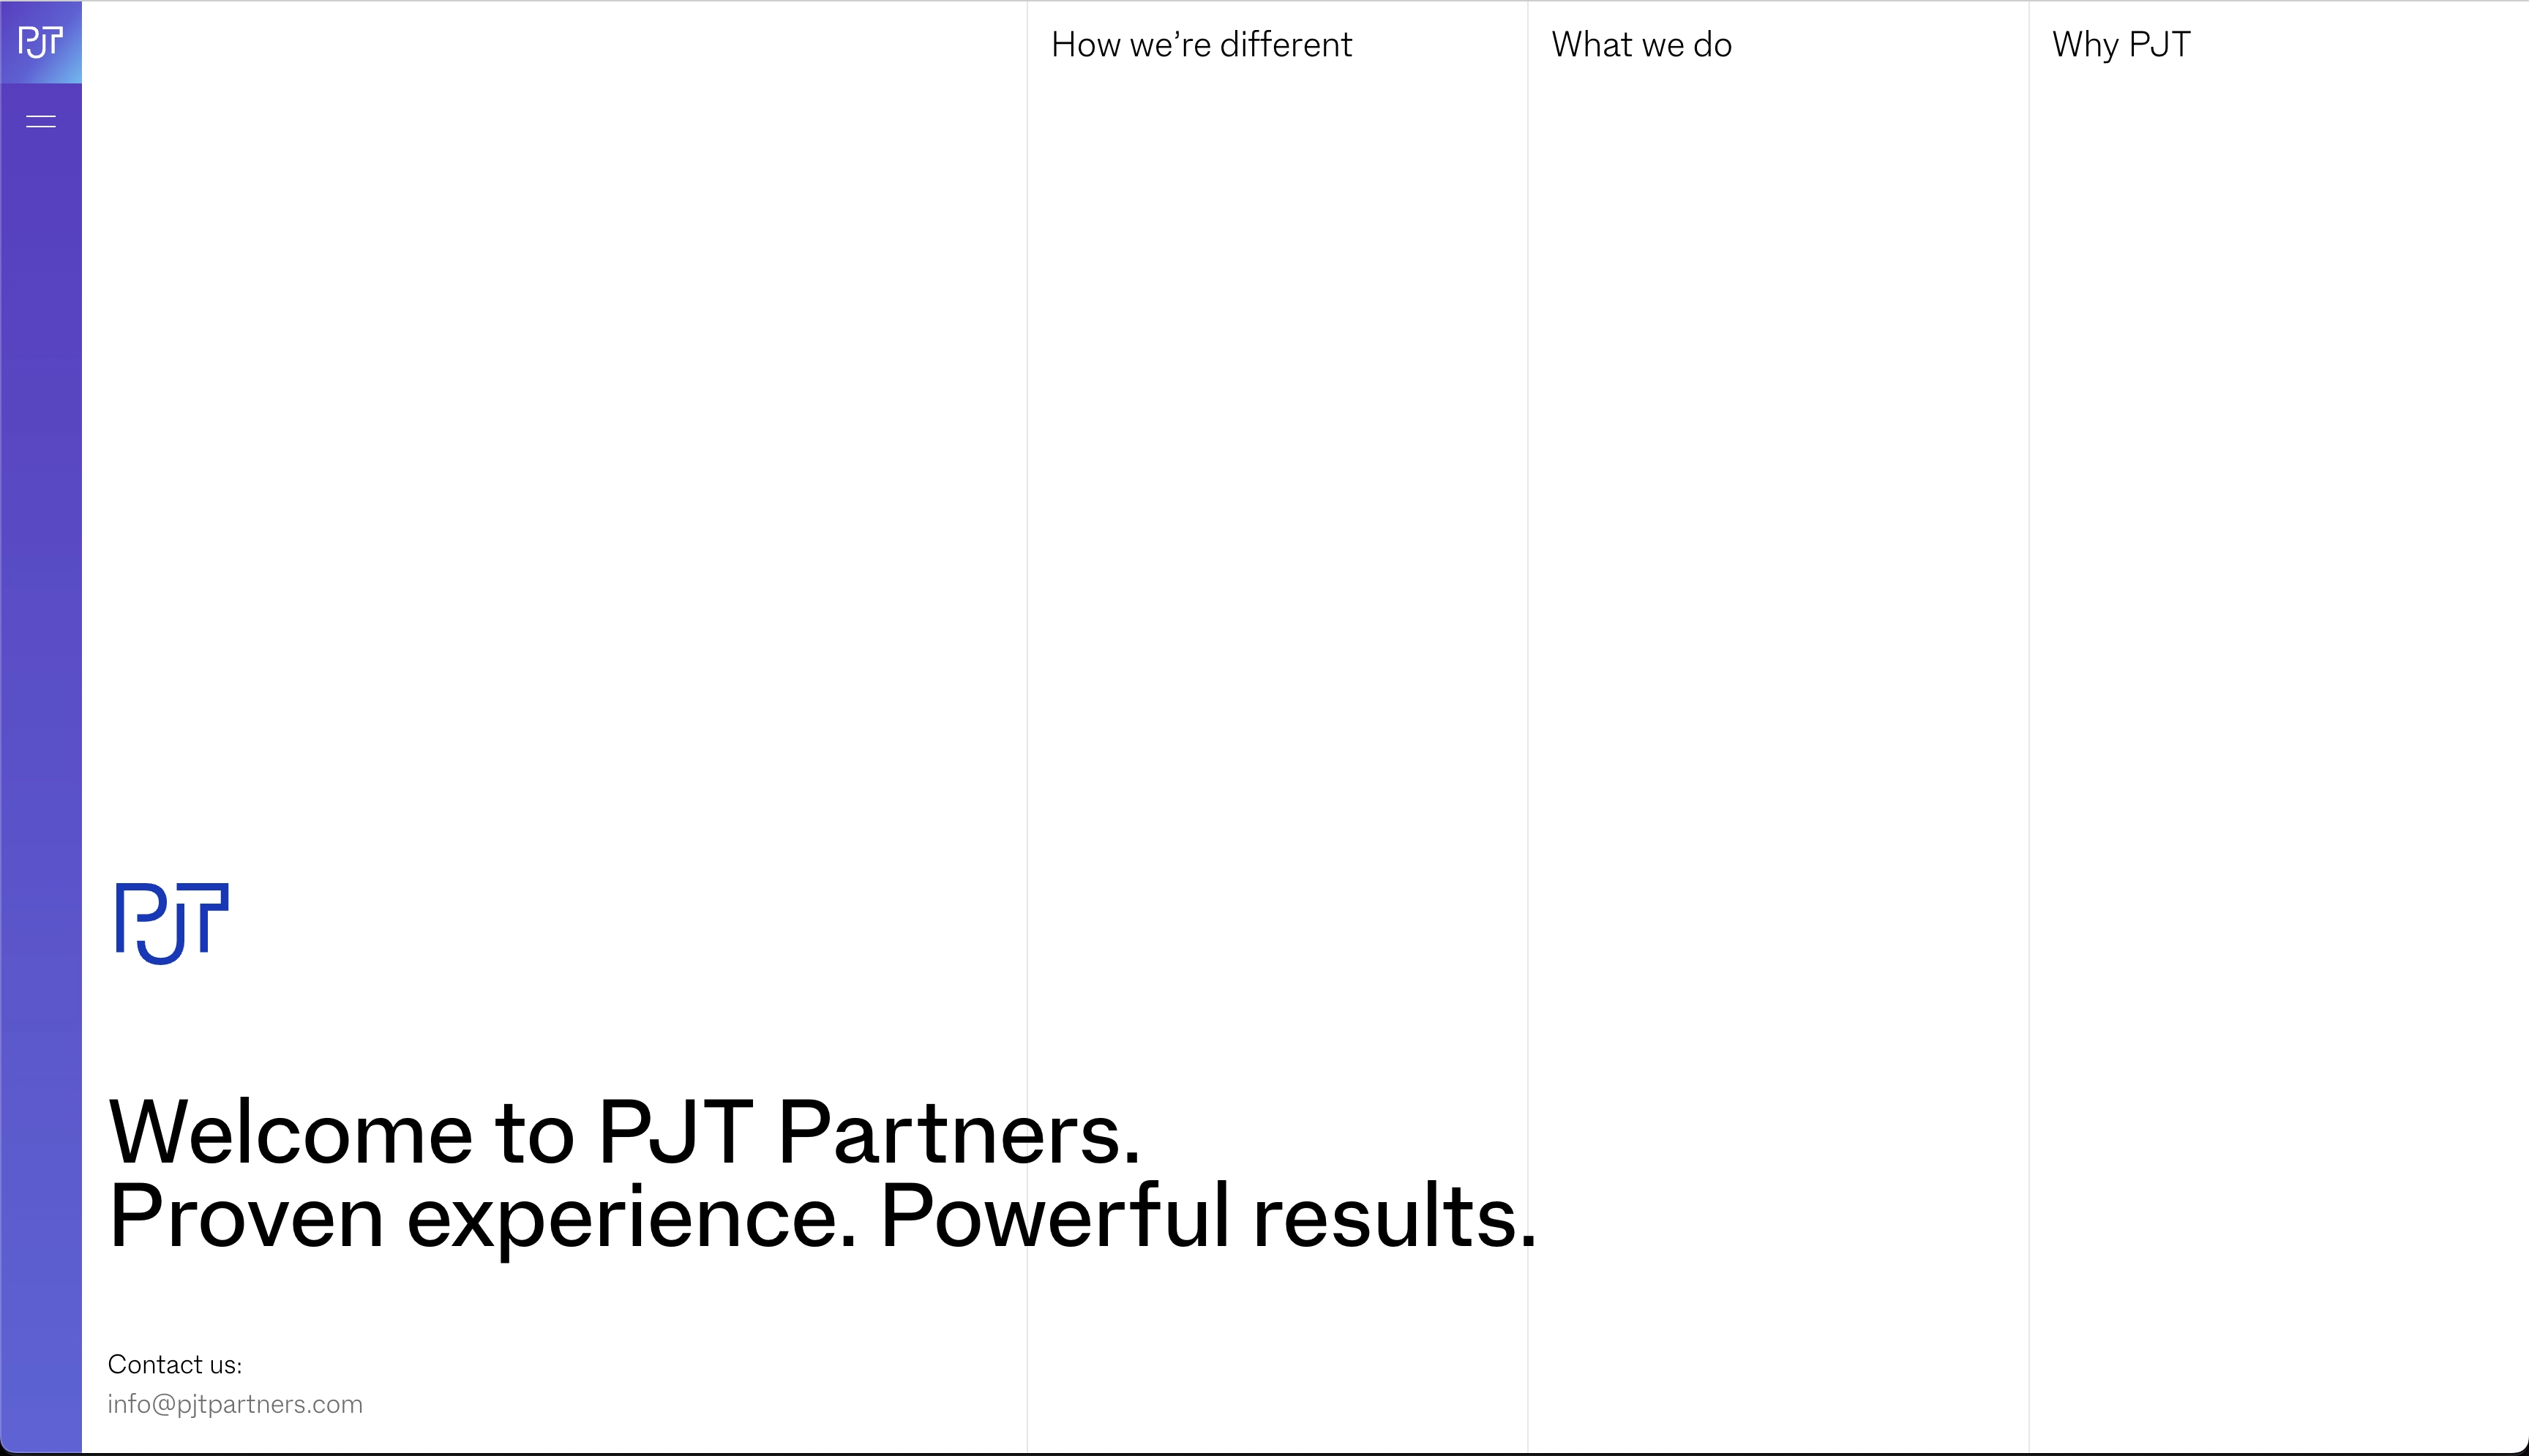 PJT
How we’re different
What we do
Why PJT
PJT
Welcome to PJT Partners.
Proven experience. Powerful results.
Contact us:
info@pjtpartners.com